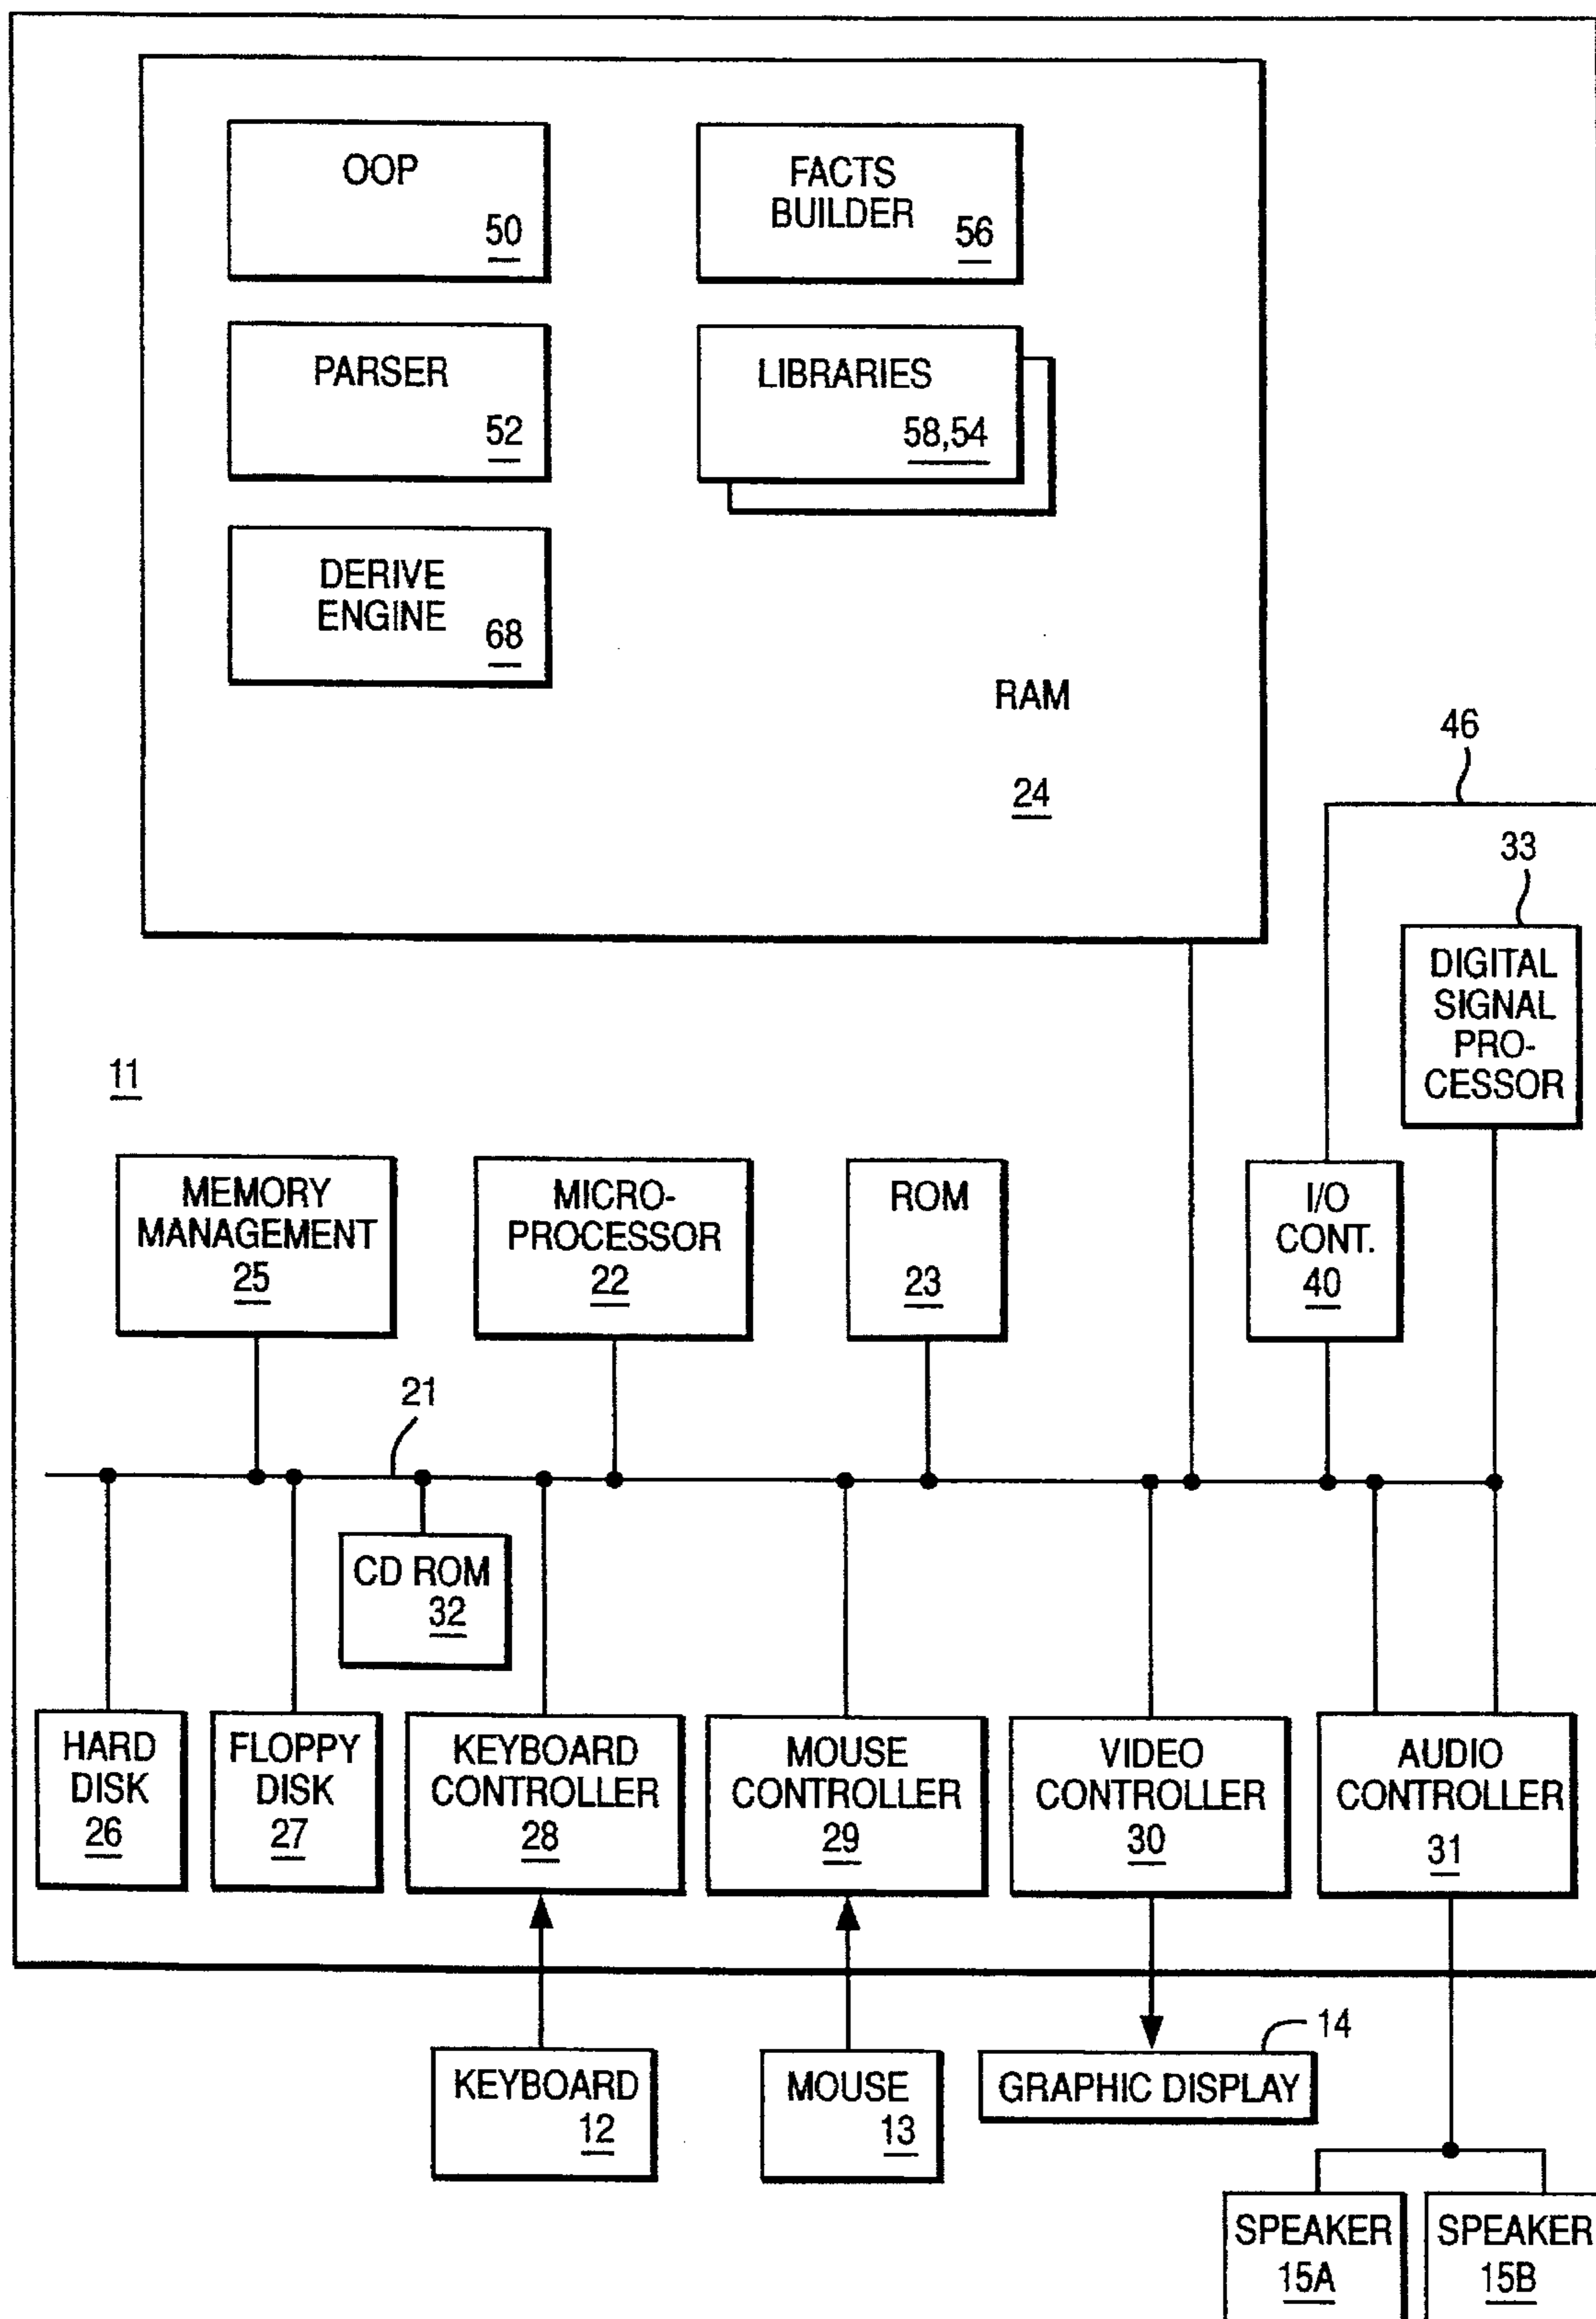 OOP
50
FACTS
BUILDER
56
PARSER
52
LIBRARIES
58,54
DERIVE
ENGINE
68
RAM
24
46
33
DIGITAL
SIGNAL
PRO-
CESSOR
11
MEMORY
MANAGEMENT
25
MICRO-
PROCESSOR
22
ROM
23
I/O
CONT.
40
21
CD ROM
32
HARD
DISK
26
FLOPPY
DISK
27
KEYBOARD
CONTROLLER
28
MOUSE
CONTROLLER
29
VIDEO
CONTROLLER
30
AUDIO
CONTROLLER
31
KEYBOARD
12
MOUSE
13
14
GRAPHIC DISPLAY
SPEAKER
15A
SPEAKER
15B